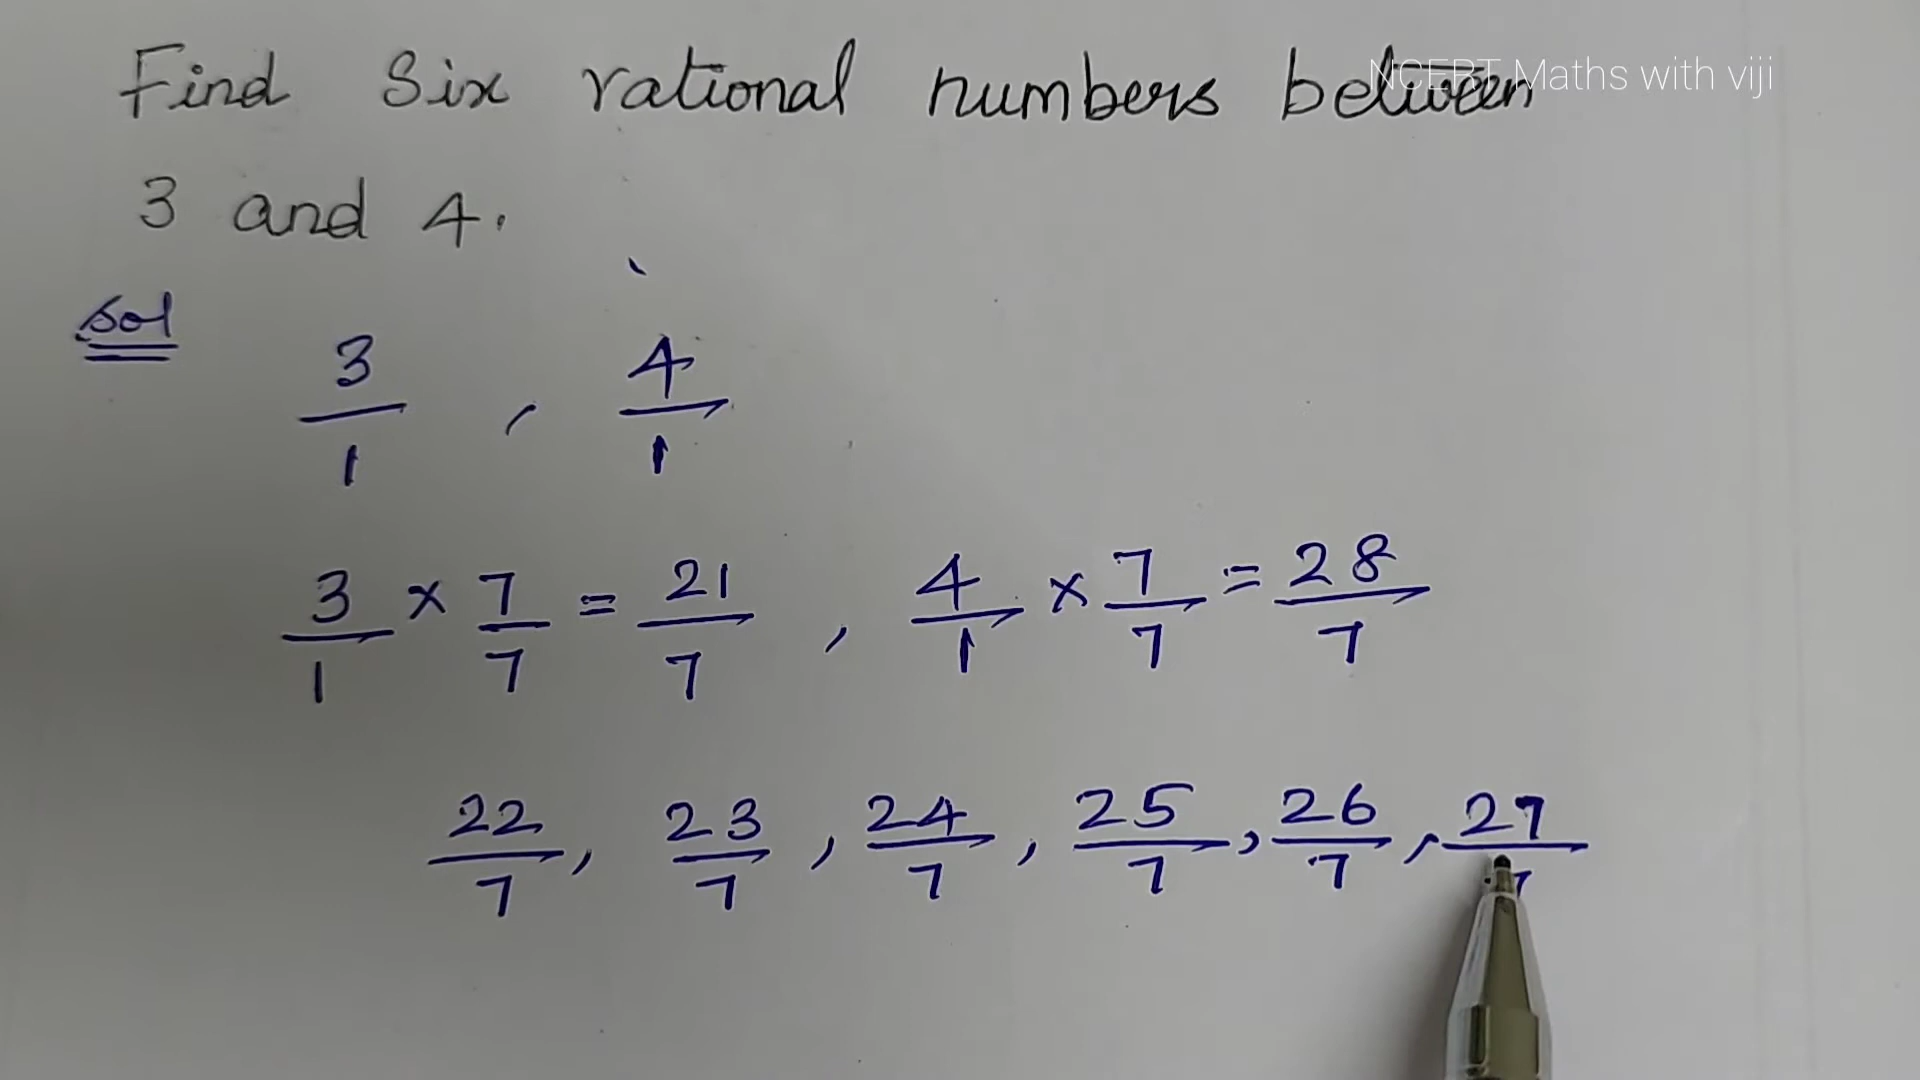 NCERT Maths with viji
Find Six rational numbers between
3 and 4.
Sol
3/1 , 4/1
3/1 × 7/7 = 21/7 , 4/1 × 7/7 = 28/7
22/7, 23/7, 24/7, 25/7, 26/7, 27/7